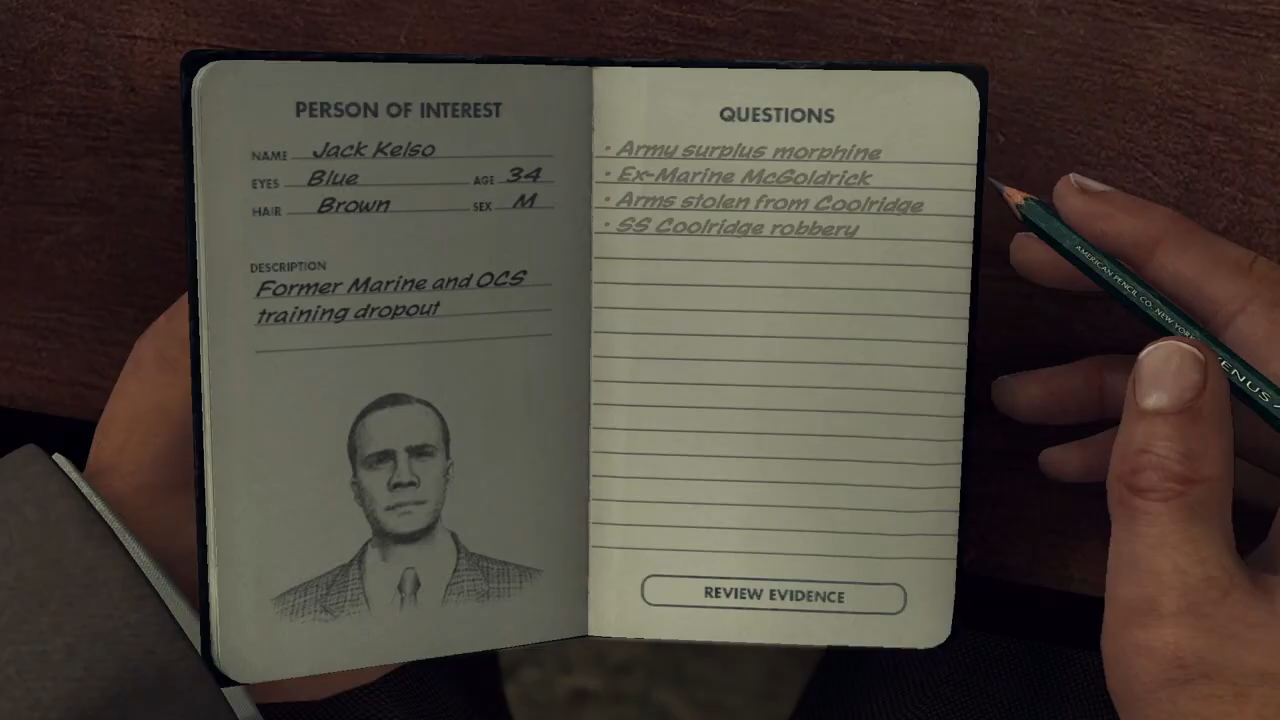 PERSON OF INTEREST
NAME Jack Kelso
EYES Blue AGE 34
HAIR Brown SEX M
DESCRIPTION
Former Marine and OCS
training dropout
QUESTIONS
• Army surplus morphine
• Ex-Marine McGoldrick
• Arms stolen from Coolridge
• SS Coolridge robbery
REVIEW EVIDENCE
AMERICAN PENCIL CO. NEW YORK
VENUS